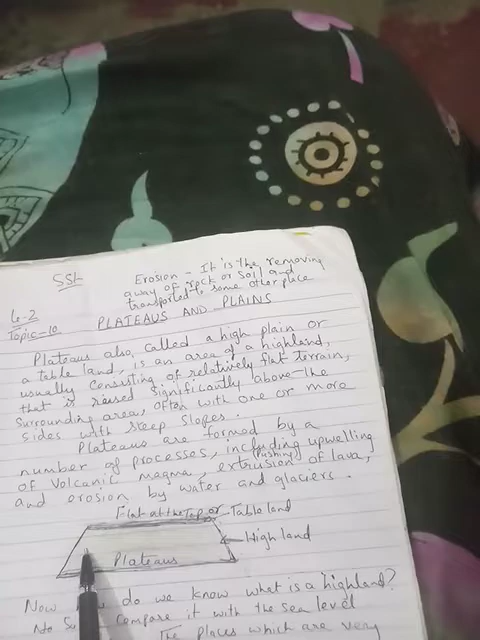 SSt
Erosion - It is the removing
away of rock or soil and
transported to some other place
L-2
Topic-10
PLATEAUS AND PLAINS
Plateaus also called a high plain or
a table land, is an area of a highland,
usually consisting of relatively flat terrain,
that is raised significantly above the
surrounding area, often with one or more
sides with steep slopes.
Plateaus are formed by a
number of processes, including upwelling
(Pushing)
of volcanic magma, extrusion of lava,
and erosion by water and glaciers.
Flat at the Top or Table land
High land
Plateaus
Now do we know what is a highland?
compare it with the sea level
The places which are very